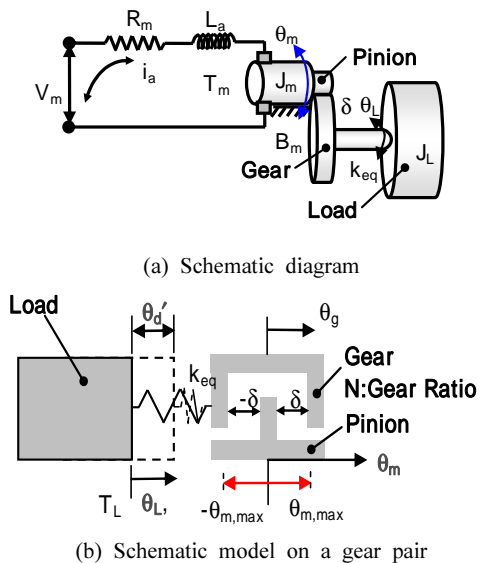 R_m L_a θ_m
Pinion
i_a
V_m T_m J_m
δ θ_L
B_m J_L
Gear k_eq
Load
(a) Schematic diagram
Load θ_d′ θ_g
k_eq Gear
-δ δ N:Gear Ratio
Pinion
θ_m
T_L θ_L, -θ_m,max θ_m,max
(b) Schematic model on a gear pair